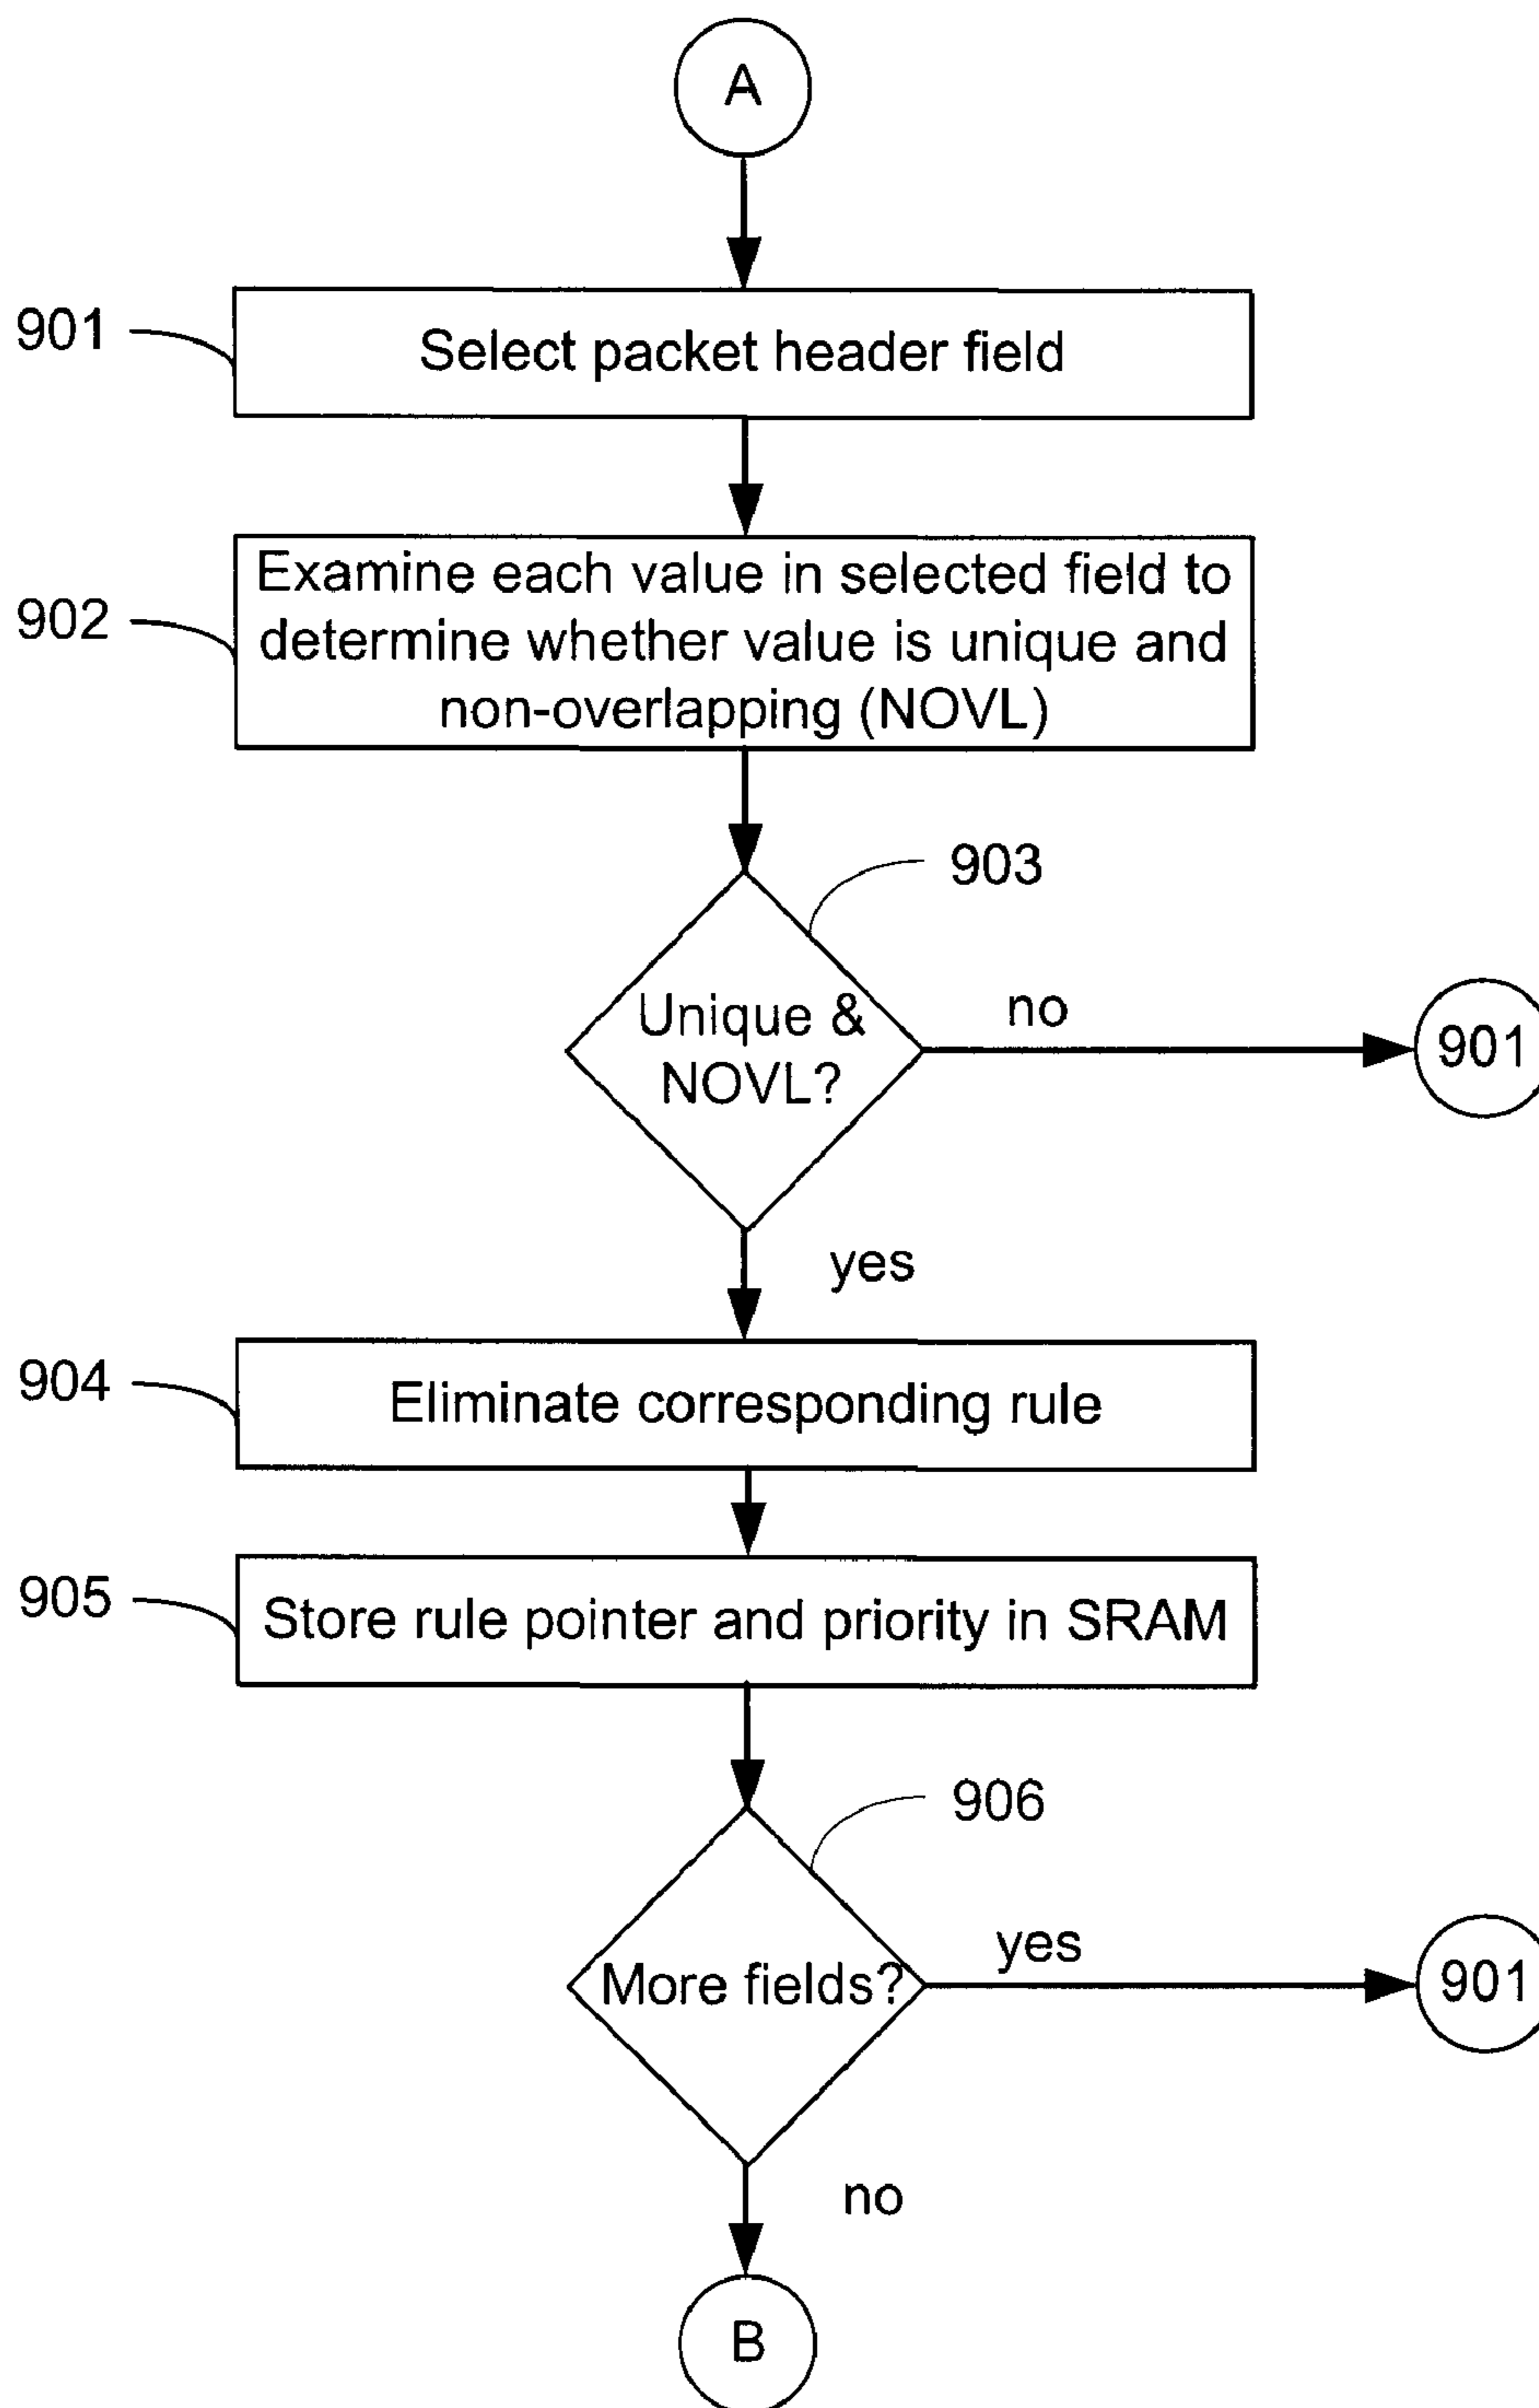 A
901
Select packet header field
902
Examine each value in selected field to
determine whether value is unique and
non-overlapping (NOVL)
903
Unique &
NOVL?
no
901
yes
904
Eliminate corresponding rule
905
Store rule pointer and priority in SRAM
906
More fields?
yes
901
no
B